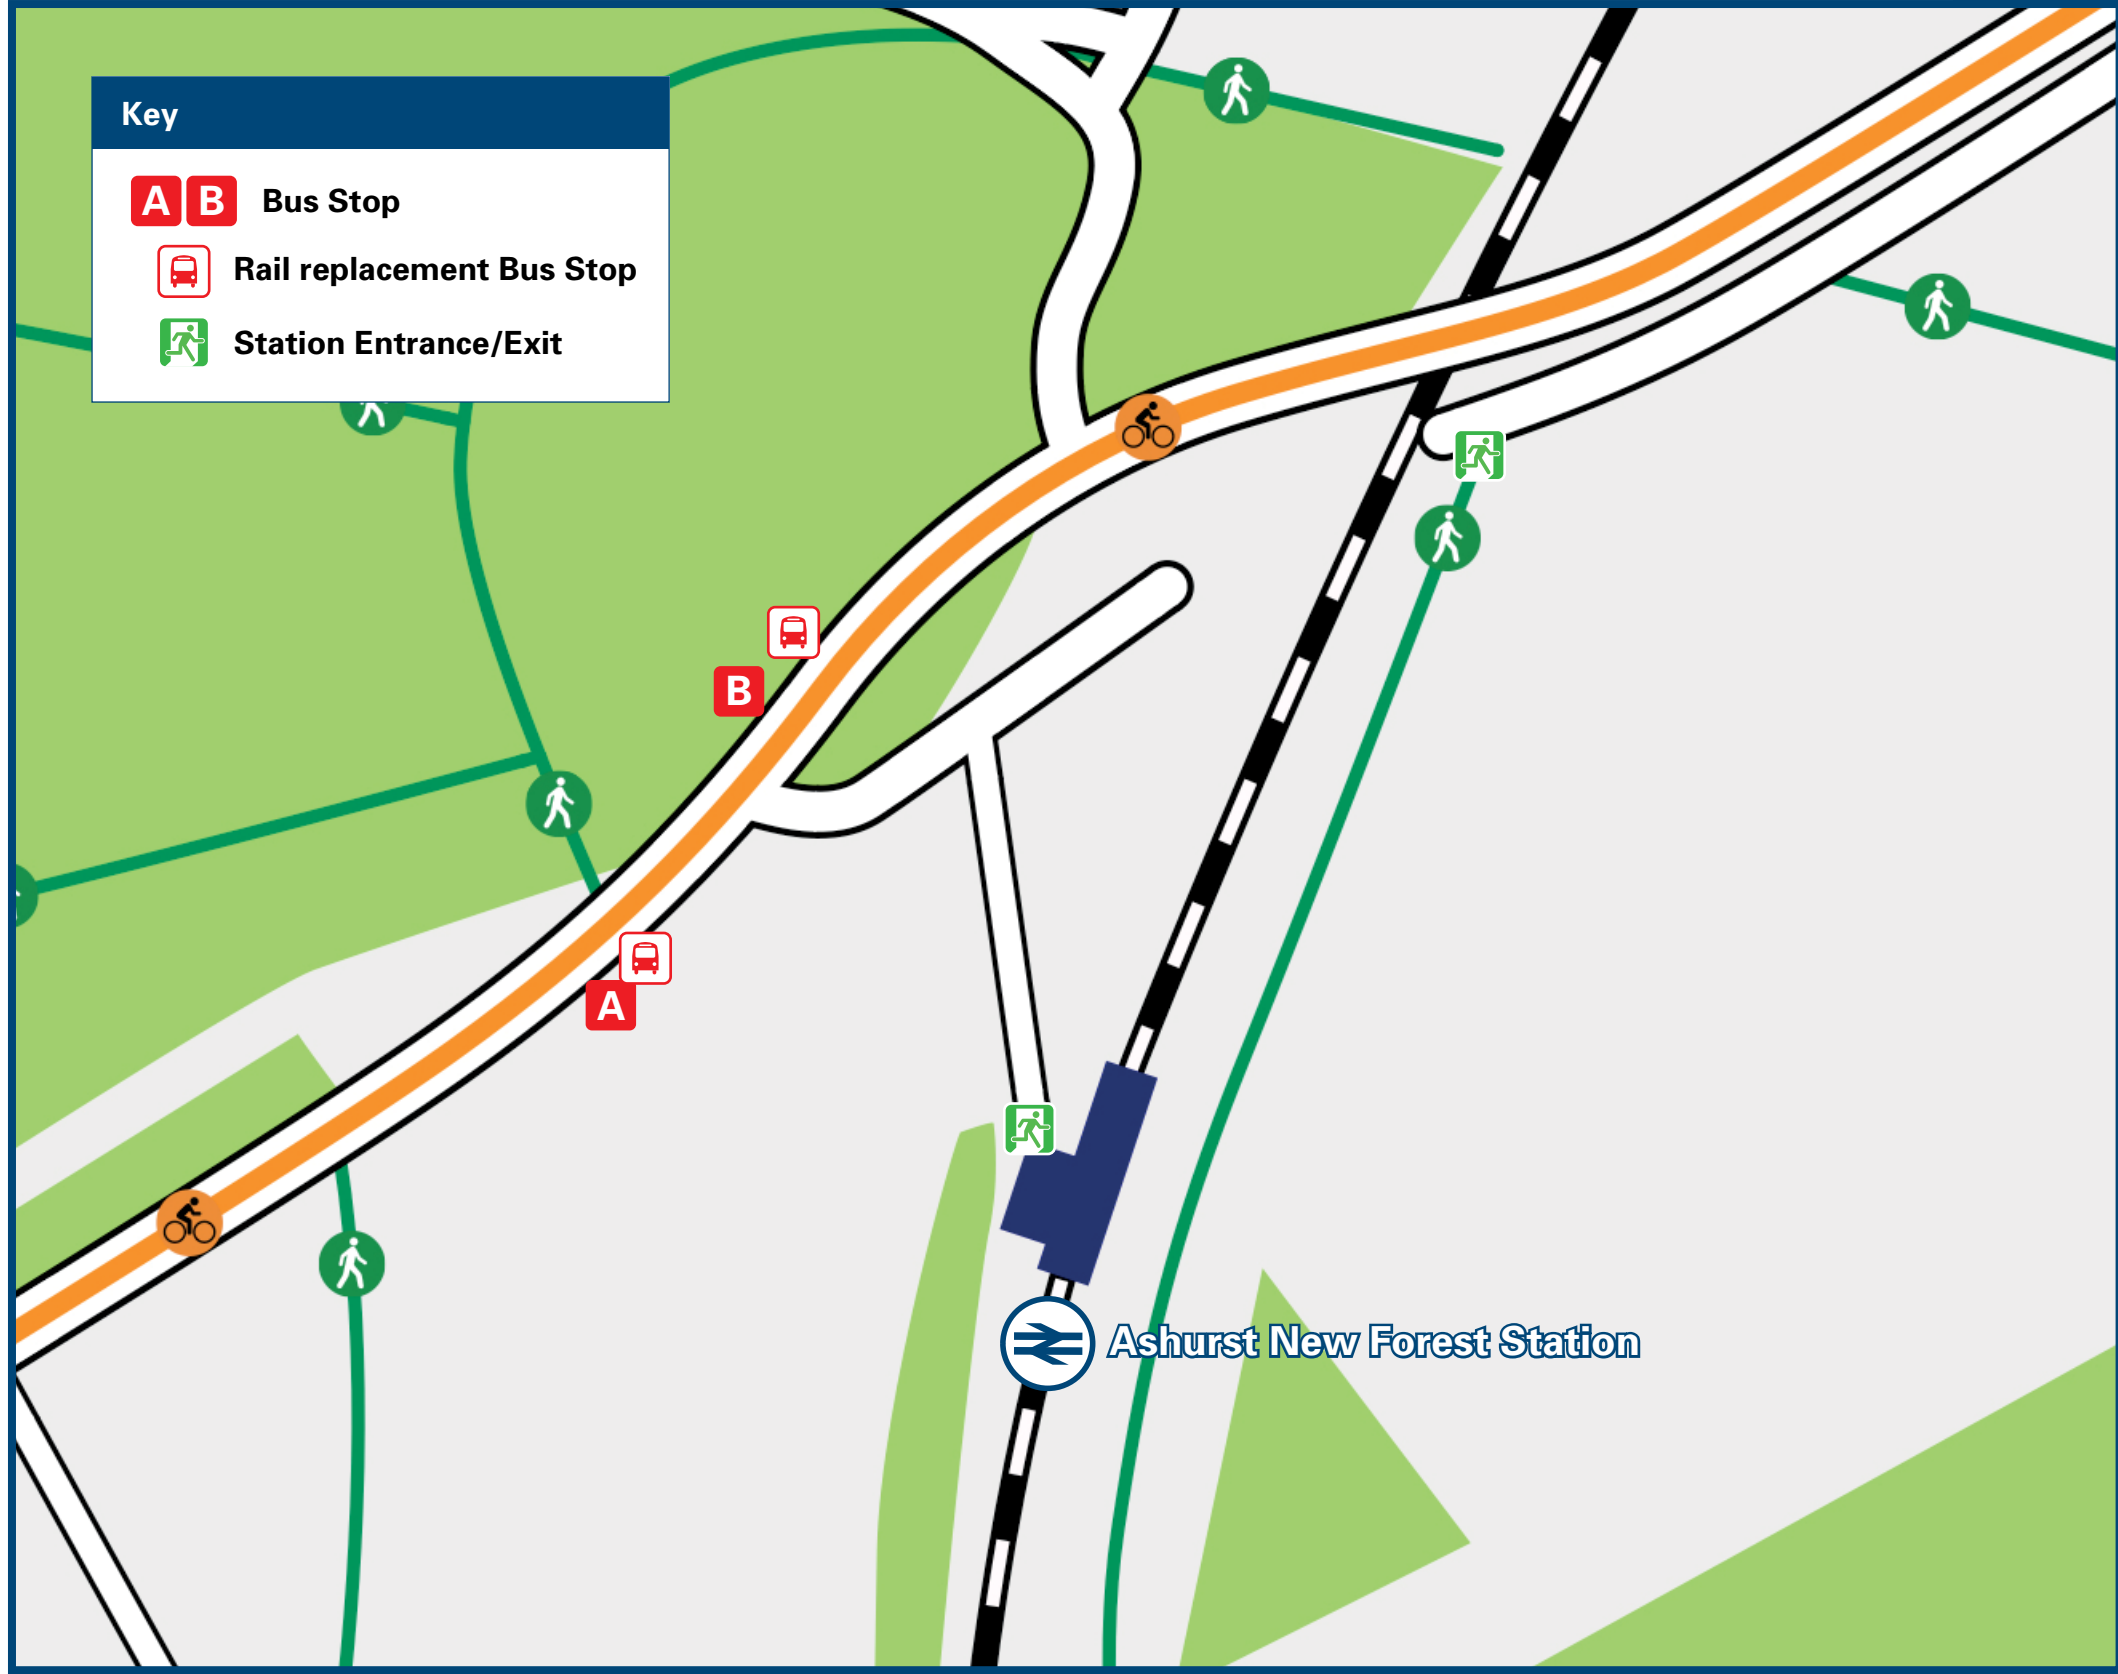 Key
A B Bus Stop
Rail replacement Bus Stop
Station Entrance/Exit
B
A
Ashurst New Forest Station